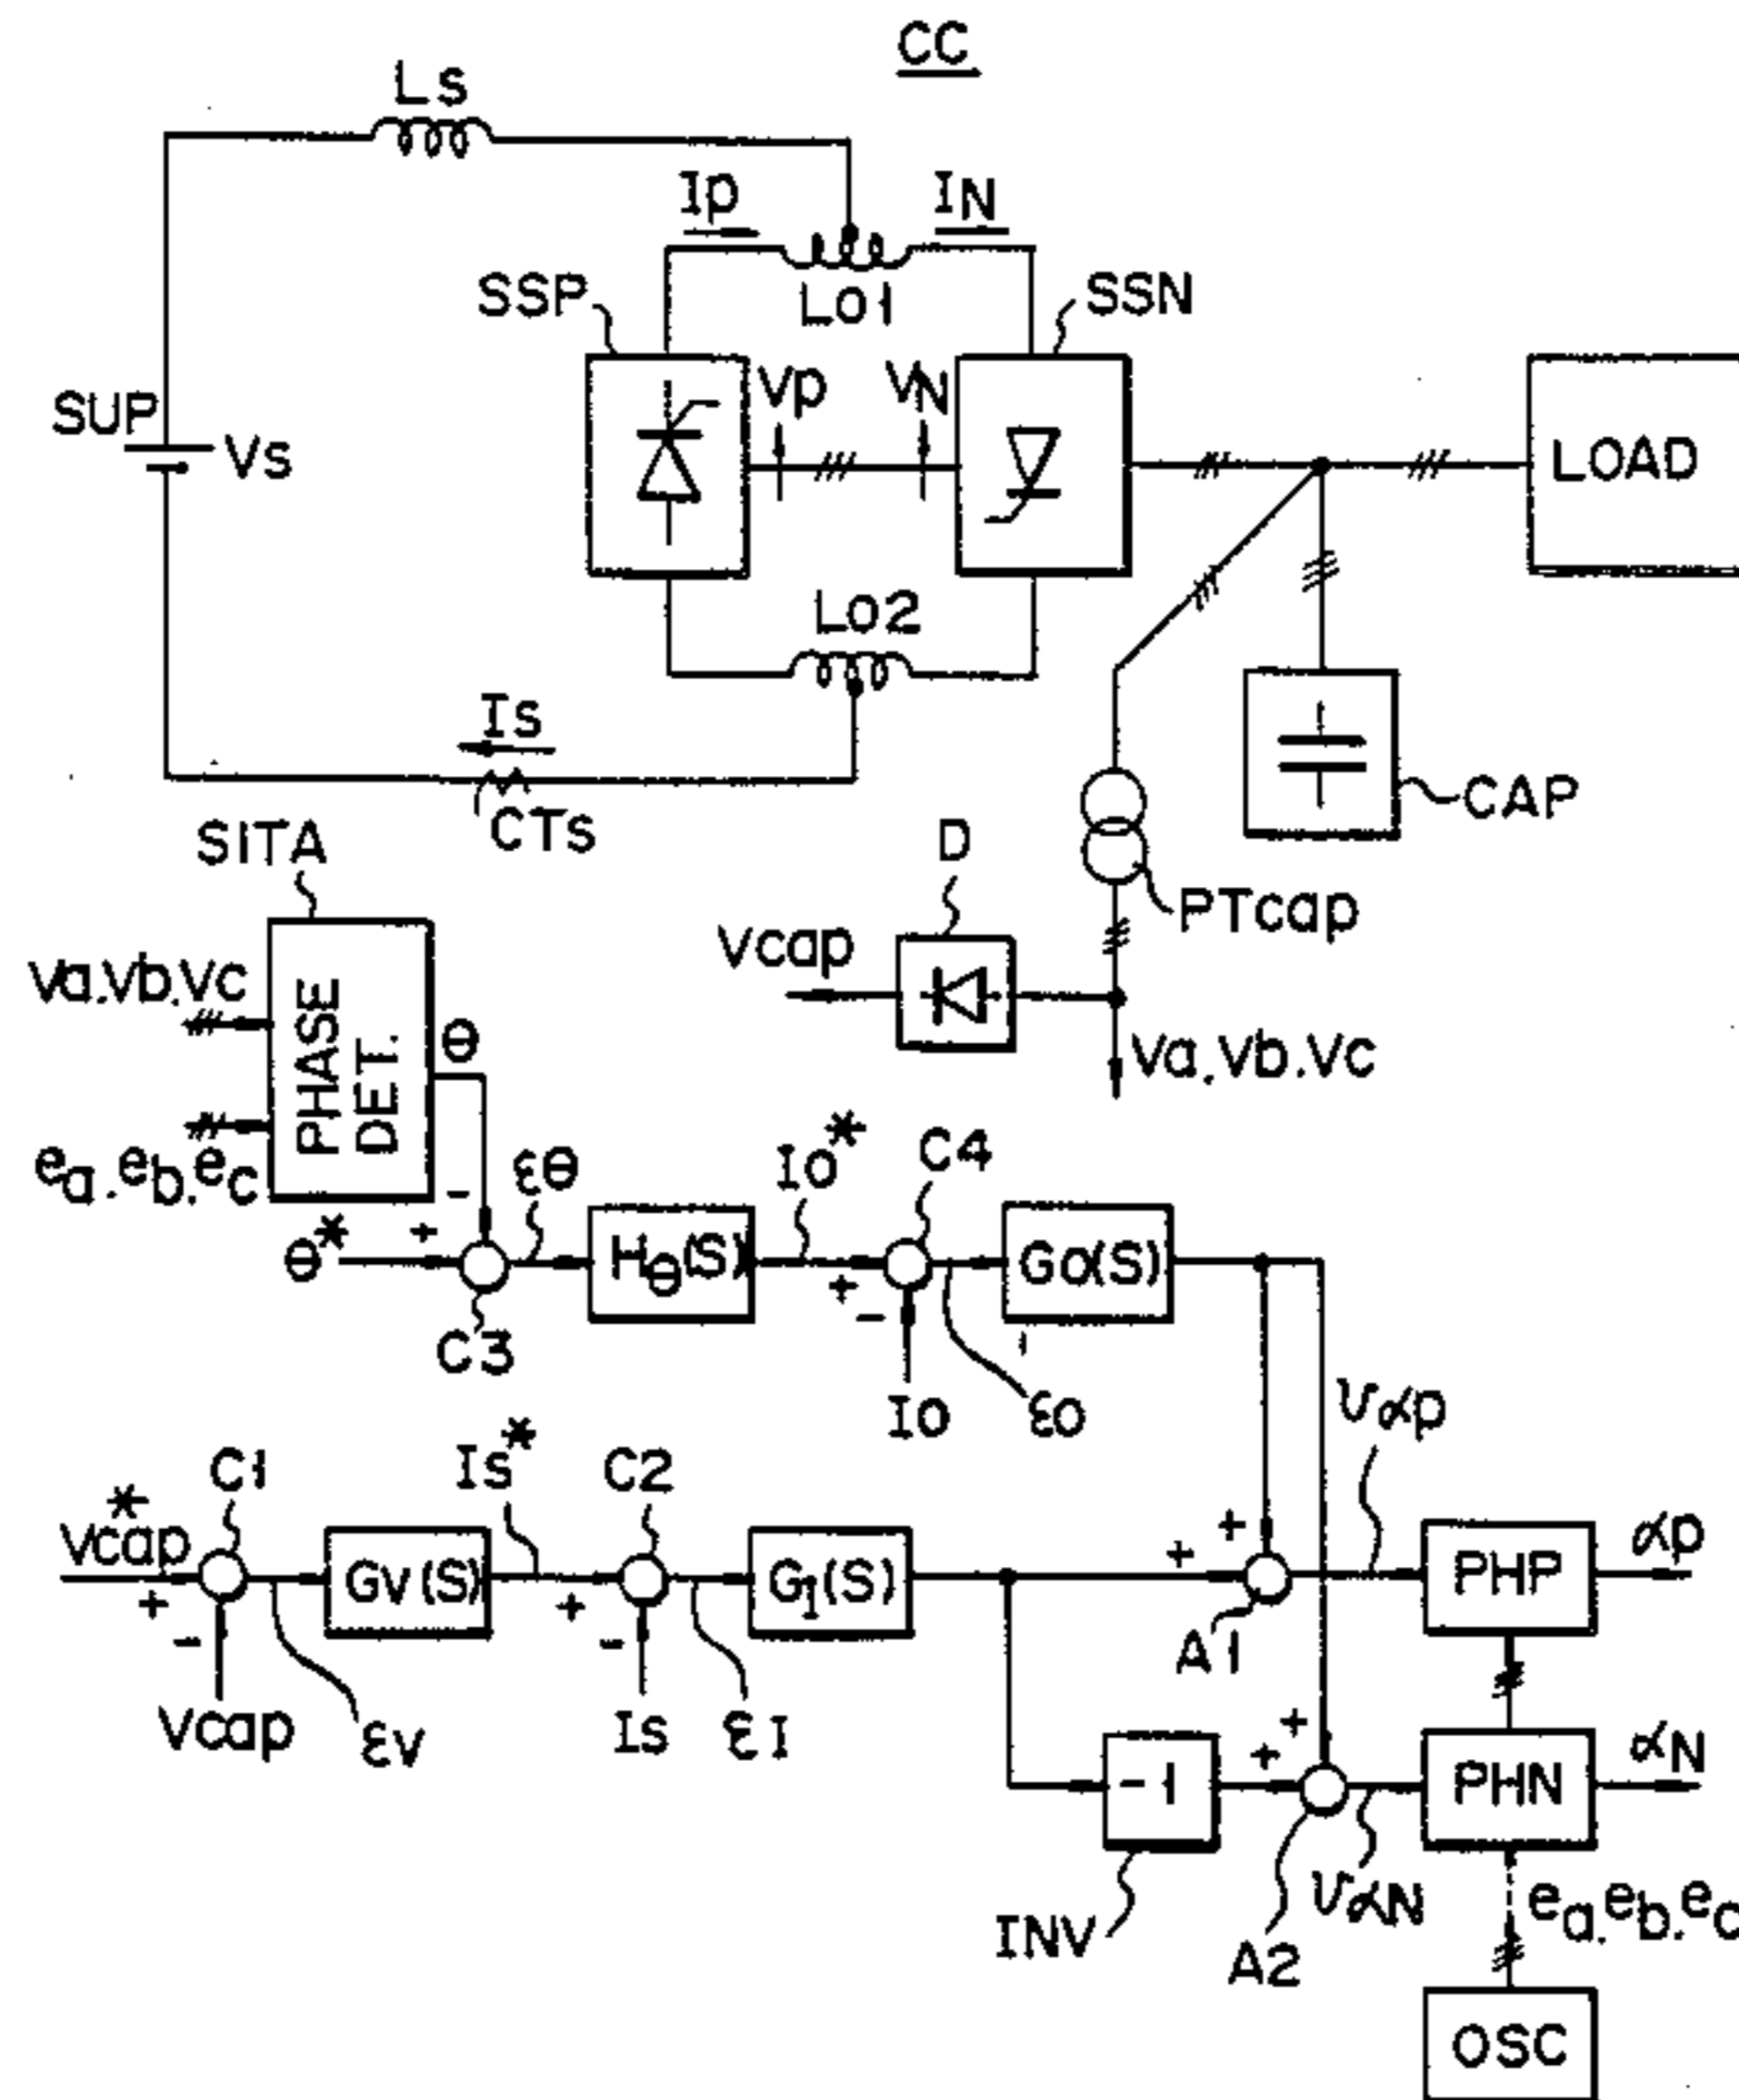 CC
Ls
Ip
IN
Lo1
SSP
SSN
SUP
Vs
Vp
VN
LOAD
Lo2
Is
CTs
CAP
SITA
D
PTcap
Vcap
Va.Vb.Vc
PHASE DET.
θ
Va.Vb.Vc
ea.eb.ec
-
εθ
Io*
C4
θ*
+
Hθ(S)
+
-
Go(S)
C3
Io
εo
VαP
C1
Is*
C2
Vcap*
+
-
GV(S)
+
-
GI(S)
+
+
PHP
αP
A1
Vcap
εV
Is
εI
-1
+
+
PHN
αN
INV
A2
VαN
ea.eb.ec
OSC